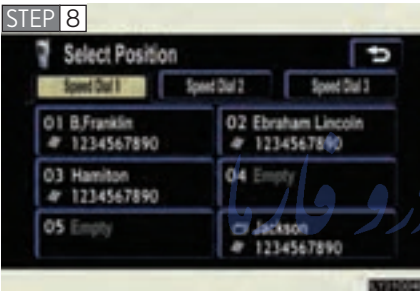 STEP 8
Select Position
Speed Dial 1 Speed Dial 2 Speed Dial 3
01 B,Franklin 02 Ebraham Lincoln
1234567890 1234567890
03 Hamiton 04 Empty
1234567890
05 Empty Jackson
1234567890